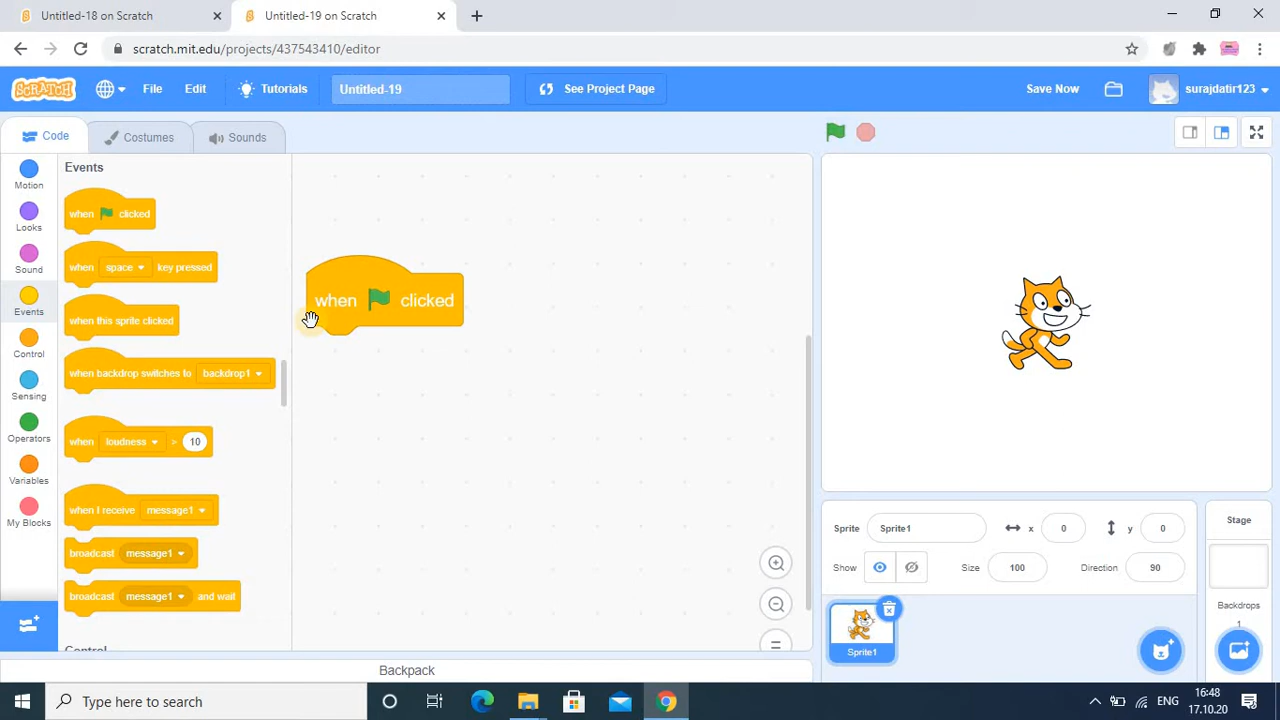 Untitled-18 on Scratch
Untitled-19 on Scratch
scratch.mit.edu/projects/437543410/editor
SCRATCH
File
Edit
Tutorials
Untitled-19
See Project Page
Save Now
surajdatir123
Code
Costumes
Sounds
Motion
Looks
Sound
Events
Control
Sensing
Operators
Variables
My Blocks
Events
when clicked
when space key pressed
when this sprite clicked
when backdrop switches to backdrop1
when loudness > 10
when I receive message1
broadcast message1
broadcast message1 and wait
Control
when clicked
Sprite Sprite1 x 0 y 0
Show Size 100 Direction 90
Sprite1
Stage
Backdrops
1
Backpack
Type here to search
ENG
16:48
17.10.20